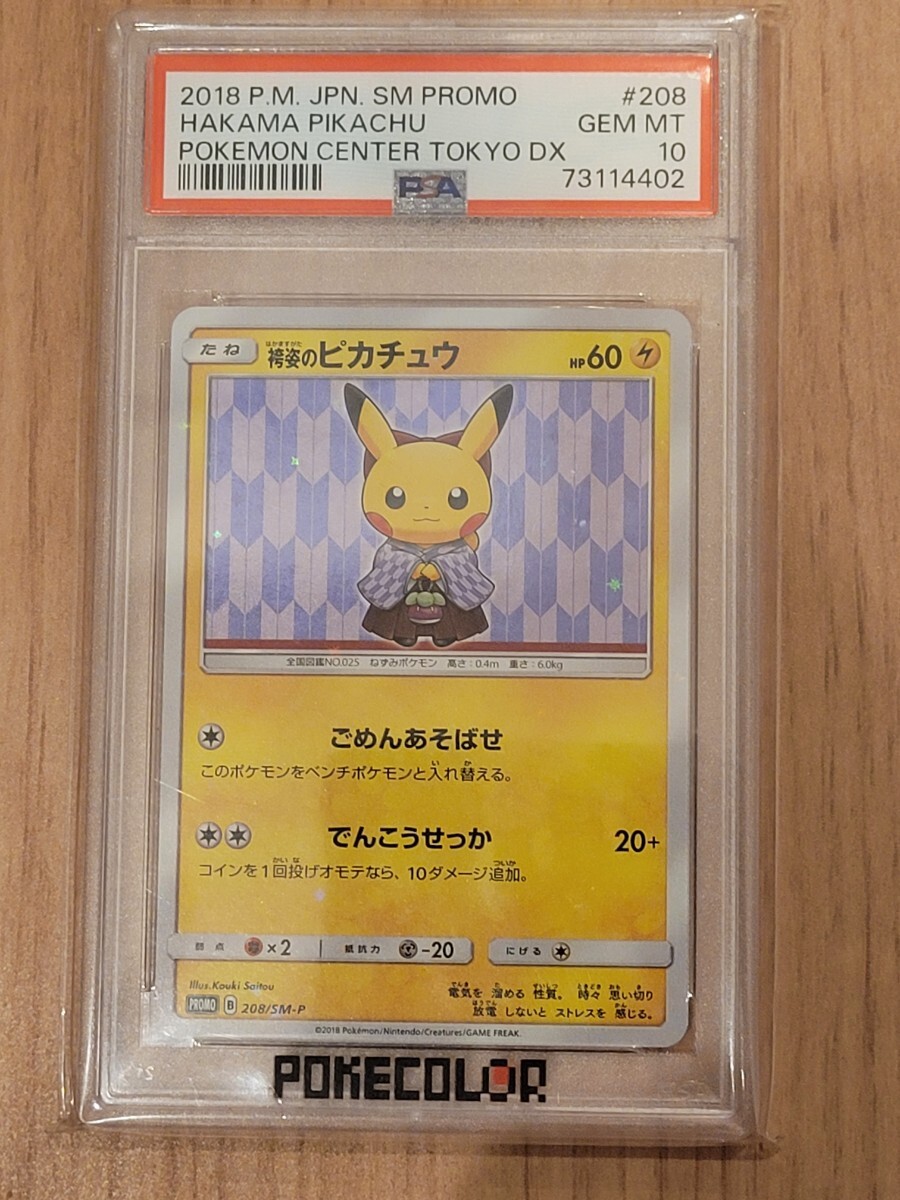 2018 P.M. JPN. SM PROMO #208
HAKAMA PIKACHU GEM MT
POKEMON CENTER TOKYO DX 10
PSA 73114402
たね 袴姿のピカチュウ HP60
はかますがた
全国図鑑NO.025 ねずみポケモン 高さ:0.4m 重さ:6.0kg
ごめんあそばせ
このポケモンをベンチポケモンと入れ替える。
でんこうせっか 20+
コインを1回投げオモテなら、10ダメージ追加。
弱点 ×2 抵抗力 -20 にげる
Illus.Kouki Saitou
電気を 溜める 性質。 時々 思い切り
放電 しないと ストレスを 感じる。
PROMO B 208/SM-P
©2018 Pokémon/Nintendo/Creatures/GAME FREAK.
POKECOLOR